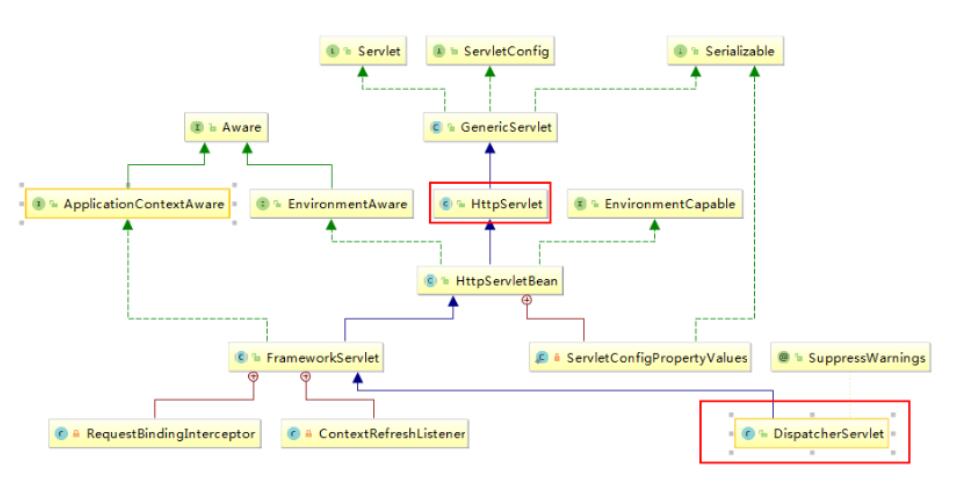 Servlet
ServletConfig
Serializable
Aware
GenericServlet
ApplicationContextAware
EnvironmentAware
HttpServlet
EnvironmentCapable
HttpServletBean
FrameworkServlet
ServletConfigPropertyValues
SuppressWarnings
RequestBindingInterceptor
ContextRefreshListener
DispatcherServlet